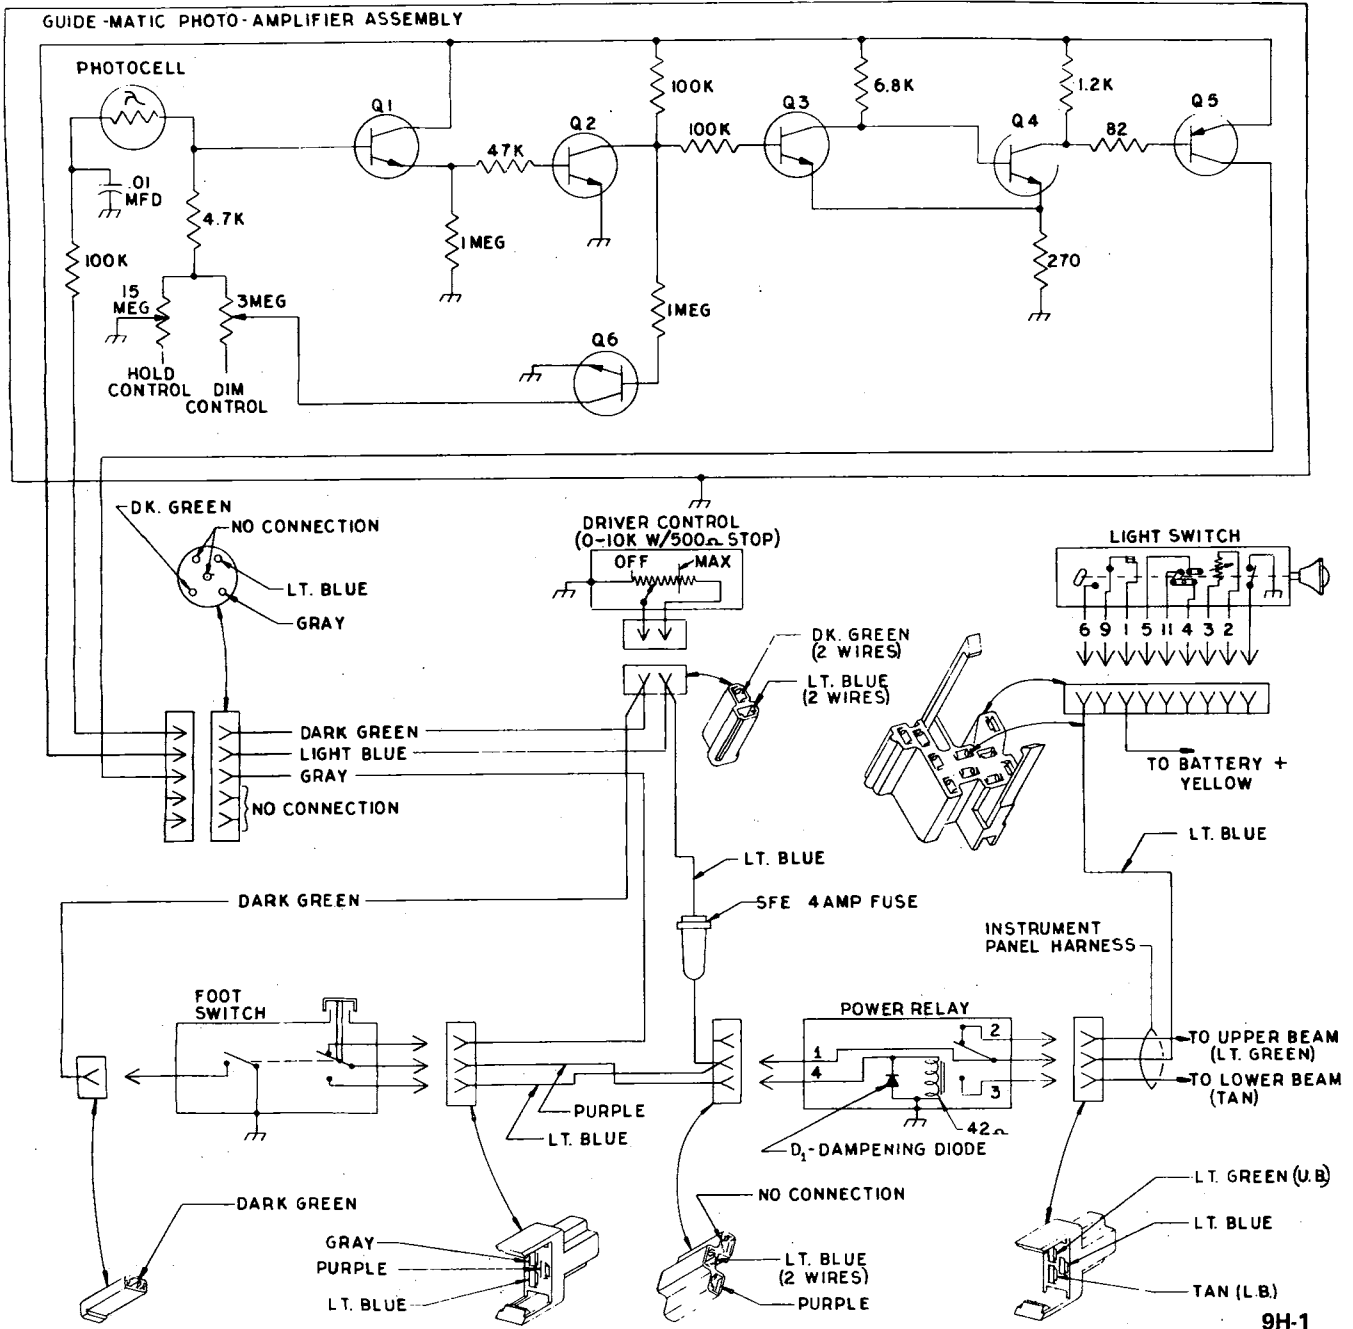 GUIDE-MATIC PHOTO-AMPLIFIER ASSEMBLY
PHOTOCELL
λ
Q1
Q2
100K
6.8K
1.2K
Q3
Q4
Q5
100K
82
47K
.01
MFD
4.7K
1MEG
100K
270
15
MEG
3MEG
1MEG
Q6
HOLD
CONTROL
DIM
CONTROL
DK. GREEN
NO CONNECTION
LT. BLUE
GRAY
DRIVER CONTROL
(0-10K W/500Ω STOP)
OFF
MAX
LIGHT SWITCH
6 9 1 5 11 4 3 2
DK. GREEN
(2 WIRES)
LT. BLUE
(2 WIRES)
DARK GREEN
LIGHT BLUE
GRAY
NO CONNECTION
TO BATTERY +
YELLOW
LT. BLUE
LT. BLUE
DARK GREEN
SFE 4AMP FUSE
INSTRUMENT
PANEL HARNESS
FOOT
SWITCH
POWER RELAY
2
1
4
3
TO UPPER BEAM
(LT. GREEN)
TO LOWER BEAM
(TAN)
PURPLE
LT. BLUE
42Ω
D1-DAMPENING DIODE
DARK GREEN
GRAY
PURPLE
LT. BLUE
NO CONNECTION
LT. BLUE
(2 WIRES)
PURPLE
LT. GREEN (U.B.)
LT. BLUE
TAN (L.B.)
9H-1